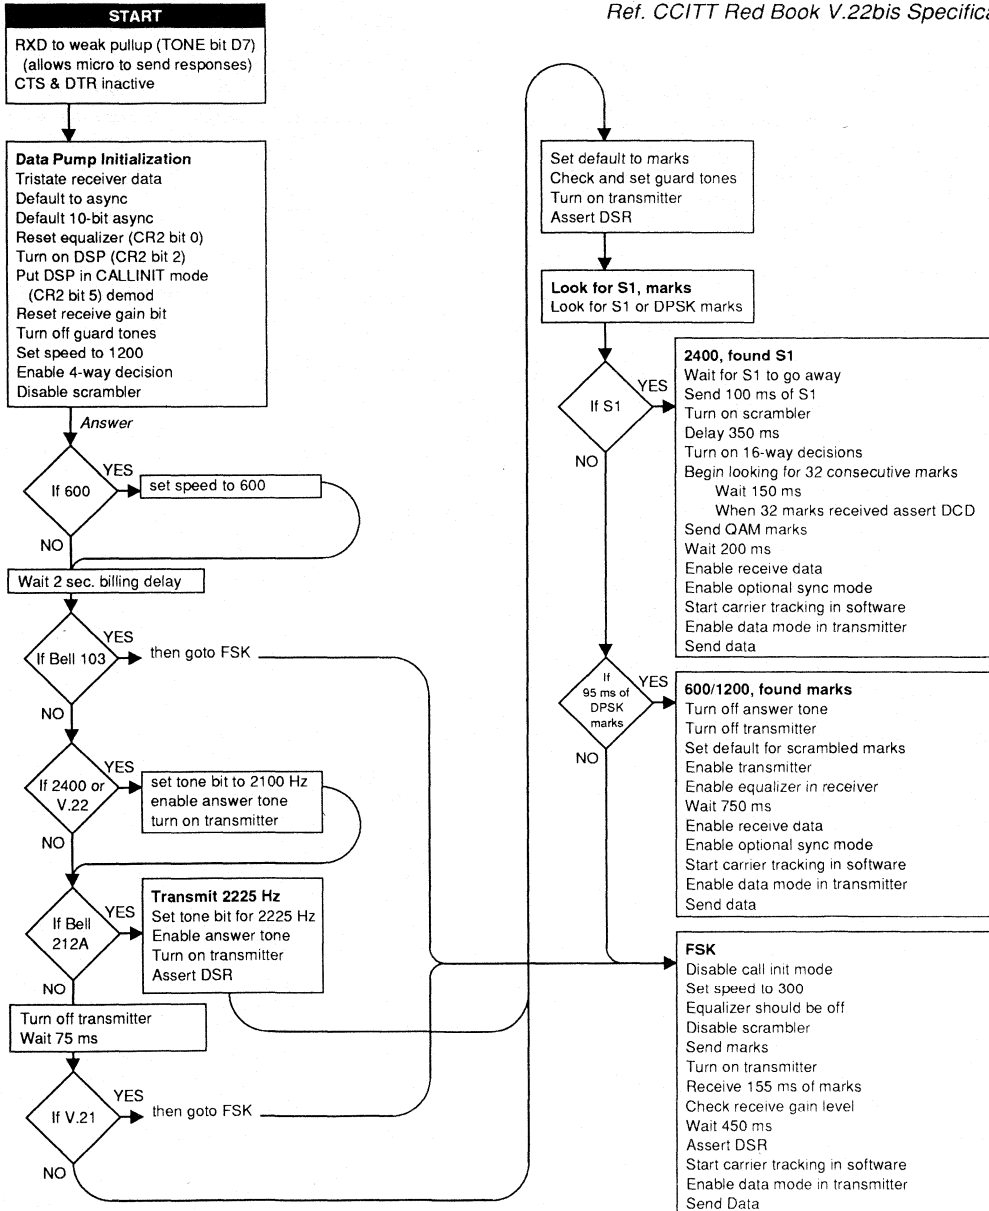 Ref. CCITT Red Book V.22bis Specifica
START
RXD to weak pullup (TONE bit D7)
(allows micro to send responses)
CTS & DTR inactive
Data Pump Initialization
Tristate receiver data
Default to async
Default 10-bit async
Reset equalizer (CR2 bit 0)
Turn on DSP (CR2 bit 2)
Put DSP in CALLINIT mode
(CR2 bit 5) demod
Reset receive gain bit
Turn off guard tones
Set speed to 1200
Enable 4-way decision
Disable scrambler
Answer
If 600
YES
set speed to 600
NO
Wait 2 sec. billing delay
If Bell 103
YES
then goto FSK
NO
If 2400 or
V.22
YES
set tone bit to 2100 Hz
enable answer tone
turn on transmitter
NO
If Bell
212A
YES
Transmit 2225 Hz
Set tone bit for 2225 Hz
Enable answer tone
Turn on transmitter
Assert DSR
NO
Turn off transmitter
Wait 75 ms
If V.21
YES
then goto FSK
NO
Set default to marks
Check and set guard tones
Turn on transmitter
Assert DSR
Look for S1, marks
Look for S1 or DPSK marks
If S1
YES
NO
2400, found S1
Wait for S1 to go away
Send 100 ms of S1
Turn on scrambler
Delay 350 ms
Turn on 16-way decisions
Begin looking for 32 consecutive marks
Wait 150 ms
When 32 marks received assert DCD
Send QAM marks
Wait 200 ms
Enable receive data
Enable optional sync mode
Start carrier tracking in software
Enable data mode in transmitter
Send data
If
95 ms of
DPSK
marks
YES
NO
600/1200, found marks
Turn off answer tone
Turn off transmitter
Set default for scrambled marks
Enable transmitter
Enable equalizer in receiver
Wait 750 ms
Enable receive data
Enable optional sync mode
Start carrier tracking in software
Enable data mode in transmitter
Send data
FSK
Disable call init mode
Set speed to 300
Equalizer should be off
Disable scrambler
Send marks
Turn on transmitter
Receive 155 ms of marks
Check receive gain level
Wait 450 ms
Assert DSR
Start carrier tracking in software
Enable data mode in transmitter
Send Data